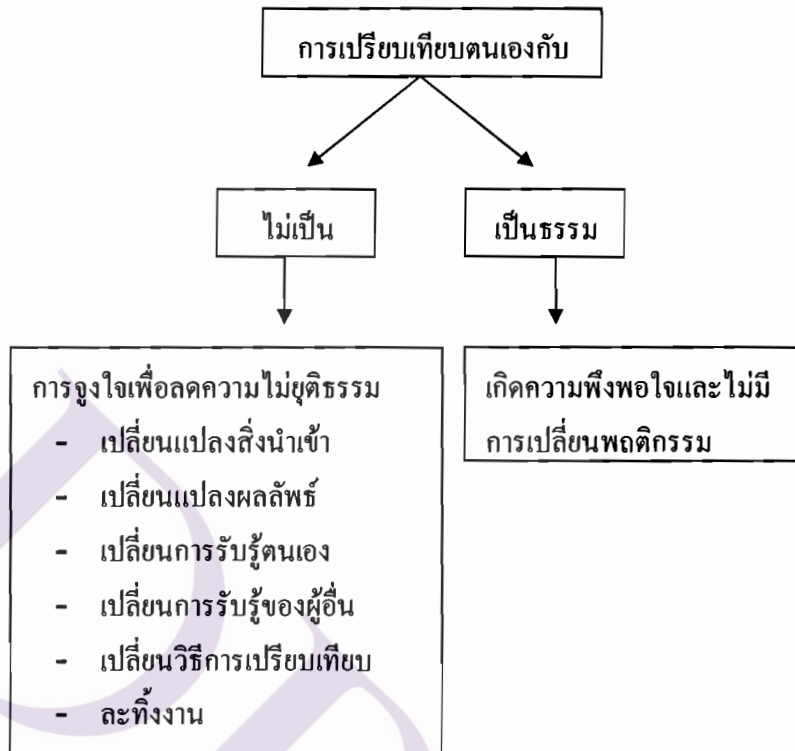 การเปรียบเทียบตนเองกับ
ไม่เป็น
เป็นธรรม
การจูงใจเพื่อลดความไม่ยุติธรรม
- เปลี่ยนแปลงสิ่งนำเข้า
- เปลี่ยนแปลงผลลัพธ์
- เปลี่ยนการรับรู้ตนเอง
- เปลี่ยนการรับรู้ของผู้อื่น
- เปลี่ยนวิธีการเปรียบเทียบ
- ละทิ้งงาน
เกิดความพึงพอใจและไม่มี
การเปลี่ยนพฤติกรรม